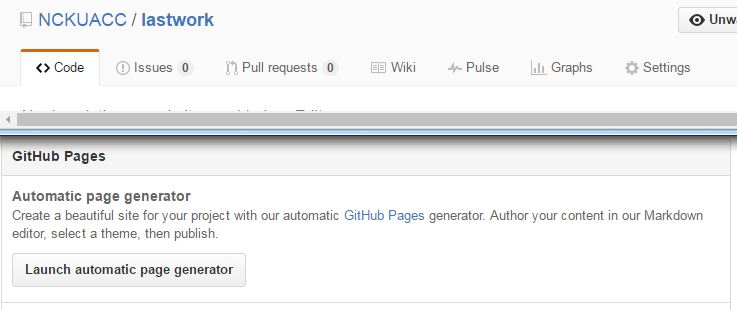 NCKUACC / lastwork
Unwa
Code
Issues 0
Pull requests 0
Wiki
Pulse
Graphs
Settings
GitHub Pages
Automatic page generator
Create a beautiful site for your project with our automatic GitHub Pages generator. Author your content in our Markdown
editor, select a theme, then publish.
Launch automatic page generator